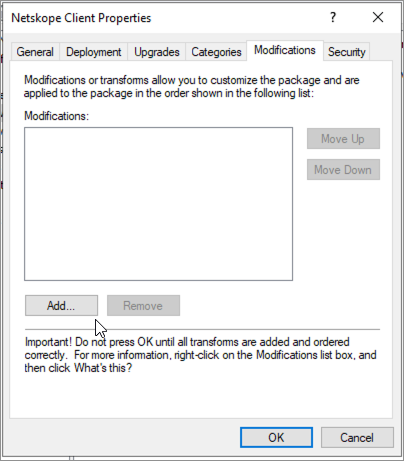 Netskope Client Properties
?
General Deployment Upgrades Categories Modifications Security
Modifications or transforms allow you to customize the package and are
applied to the package in the order shown in the following list:
Modifications:
Move Up
Move Down
Add... Remove
Important! Do not press OK until all transforms are added and ordered
correctly. For more information, right-click on the Modifications list box, and
then click What's this?
OK Cancel